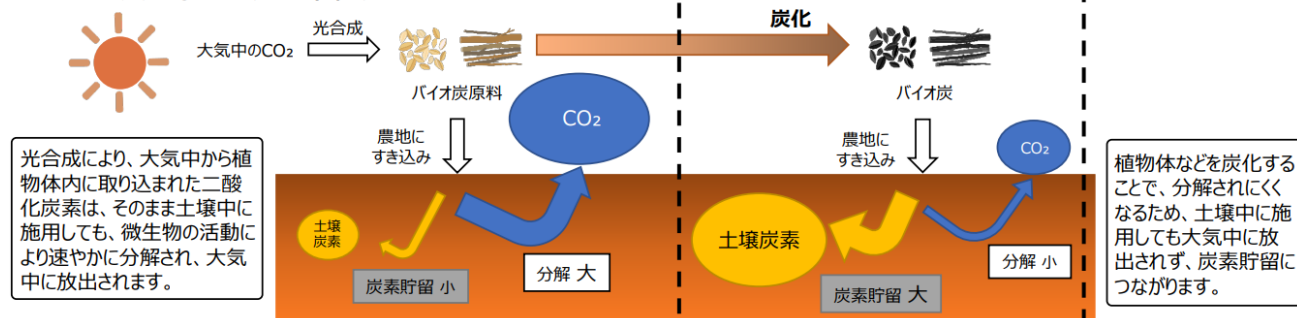 光合成
炭化
大気中のCO₂
バイオ炭原料
バイオ炭
CO₂
農地に
すき込み
農地に
すき込み
CO₂
光合成により、大気中から植
物体内に取り込まれた二酸
化炭素は、そのまま土壌中に
施用しても、微生物の活動に
より速やかに分解され、大気
中に放出されます。
土壌
炭素
炭素貯留 小
分解 大
土壌炭素
炭素貯留 大
分解 小
植物体などを炭化する
ことで、分解されにくく
なるため、土壌中に施
用しても大気中に放
出されず、炭素貯留に
つながります。